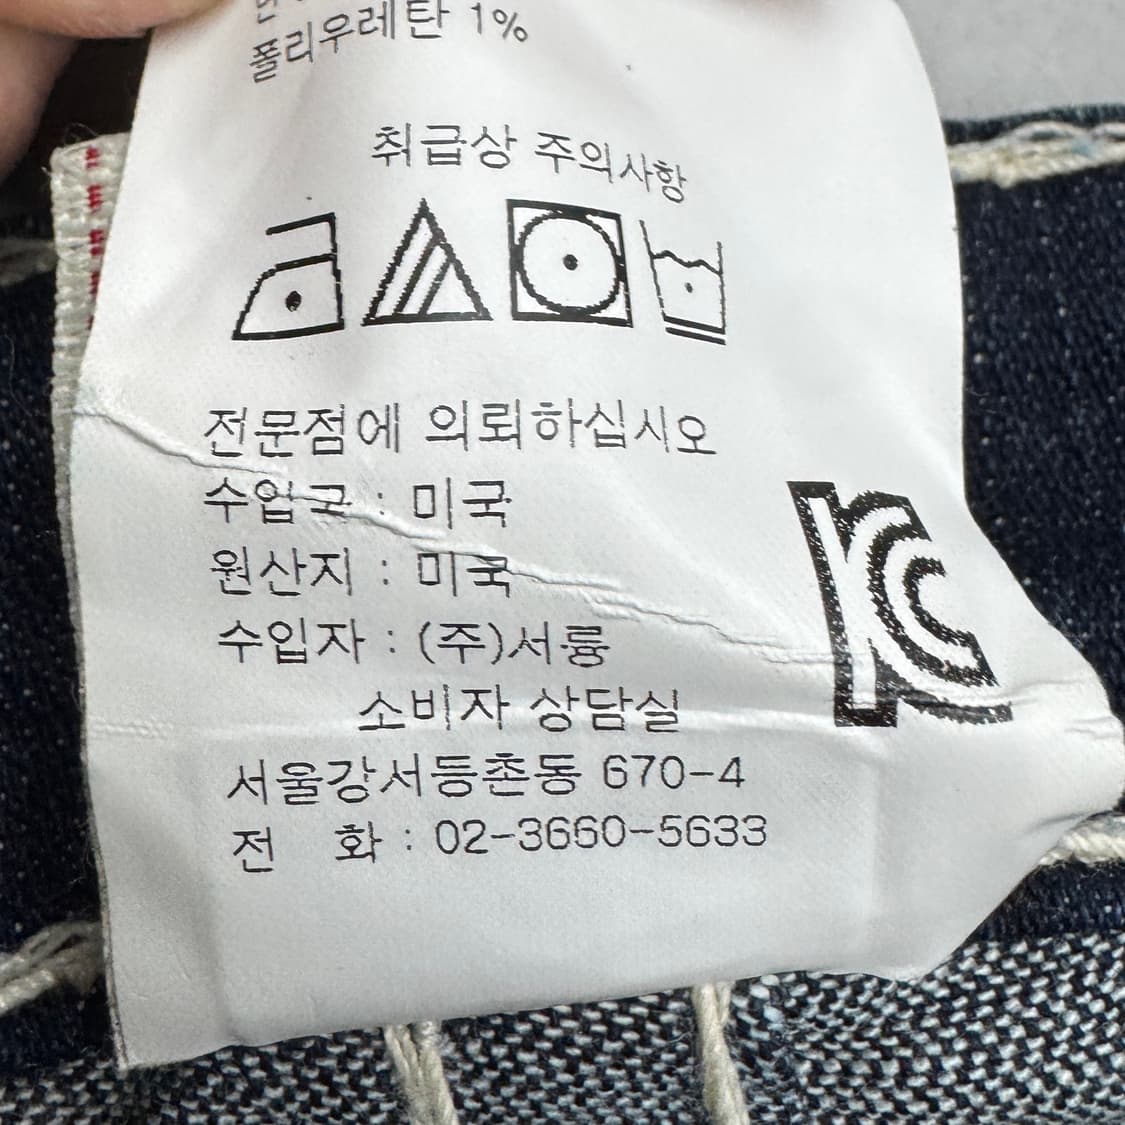 폴리우레탄 1%
취급상 주의사항
전문점에 의뢰하십시오
수입국 : 미국
원산지 : 미국
수입자 : (주)서륭
소비자 상담실
서울강서등촌동 670-4
전 화 : 02-3660-5633
KC